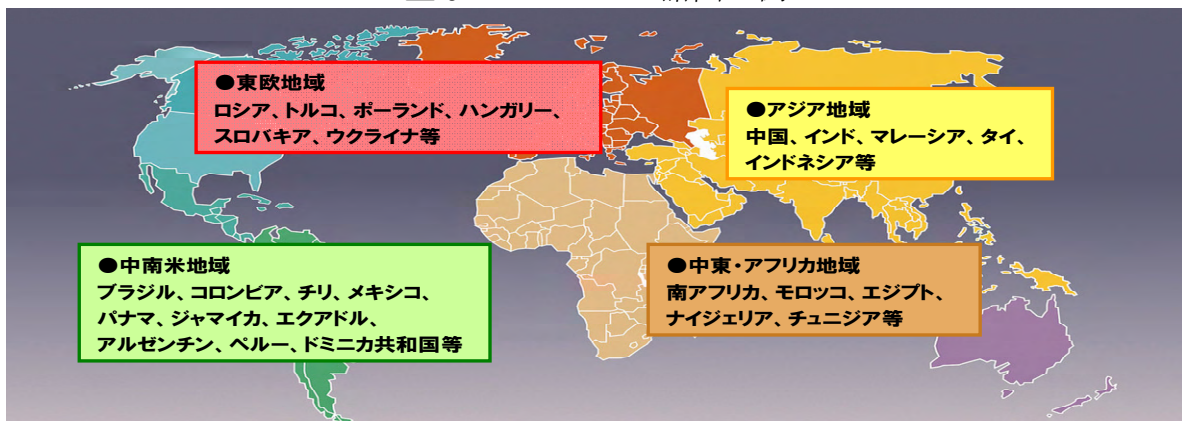 ●東欧地域
ロシア、トルコ、ポーランド、ハンガリー、
スロバキア、ウクライナ等
●アジア地域
中国、インド、マレーシア、タイ、
インドネシア等
●中南米地域
ブラジル、コロンビア、チリ、メキシコ、
パナマ、ジャマイカ、エクアドル、
アルゼンチン、ペルー、ドミニカ共和国等
●中東・アフリカ地域
南アフリカ、モロッコ、エジプト、
ナイジェリア、チュニジア等